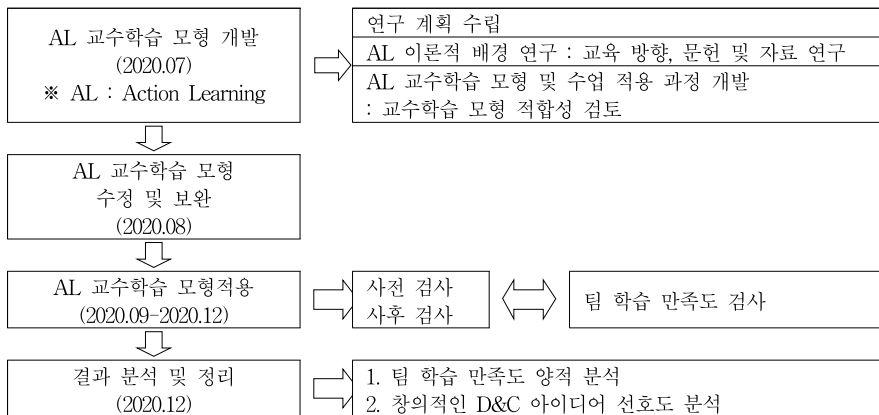 AL 교수학습 모형 개발
(2020.07)
※ AL : Action Learning
연구 계획 수립
AL 이론적 배경 연구 : 교육 방향, 문헌 및 자료 연구
AL 교수학습 모형 및 수업 적용 과정 개발
: 교수학습 모형 적합성 검토
AL 교수학습 모형
수정 및 보완
(2020.08)
AL 교수학습 모형적용
(2020.09-2020.12)
사전 검사
사후 검사
팀 학습 만족도 검사
결과 분석 및 정리
(2020.12)
1. 팀 학습 만족도 양적 분석
2. 창의적인 D&C 아이디어 선호도 분석